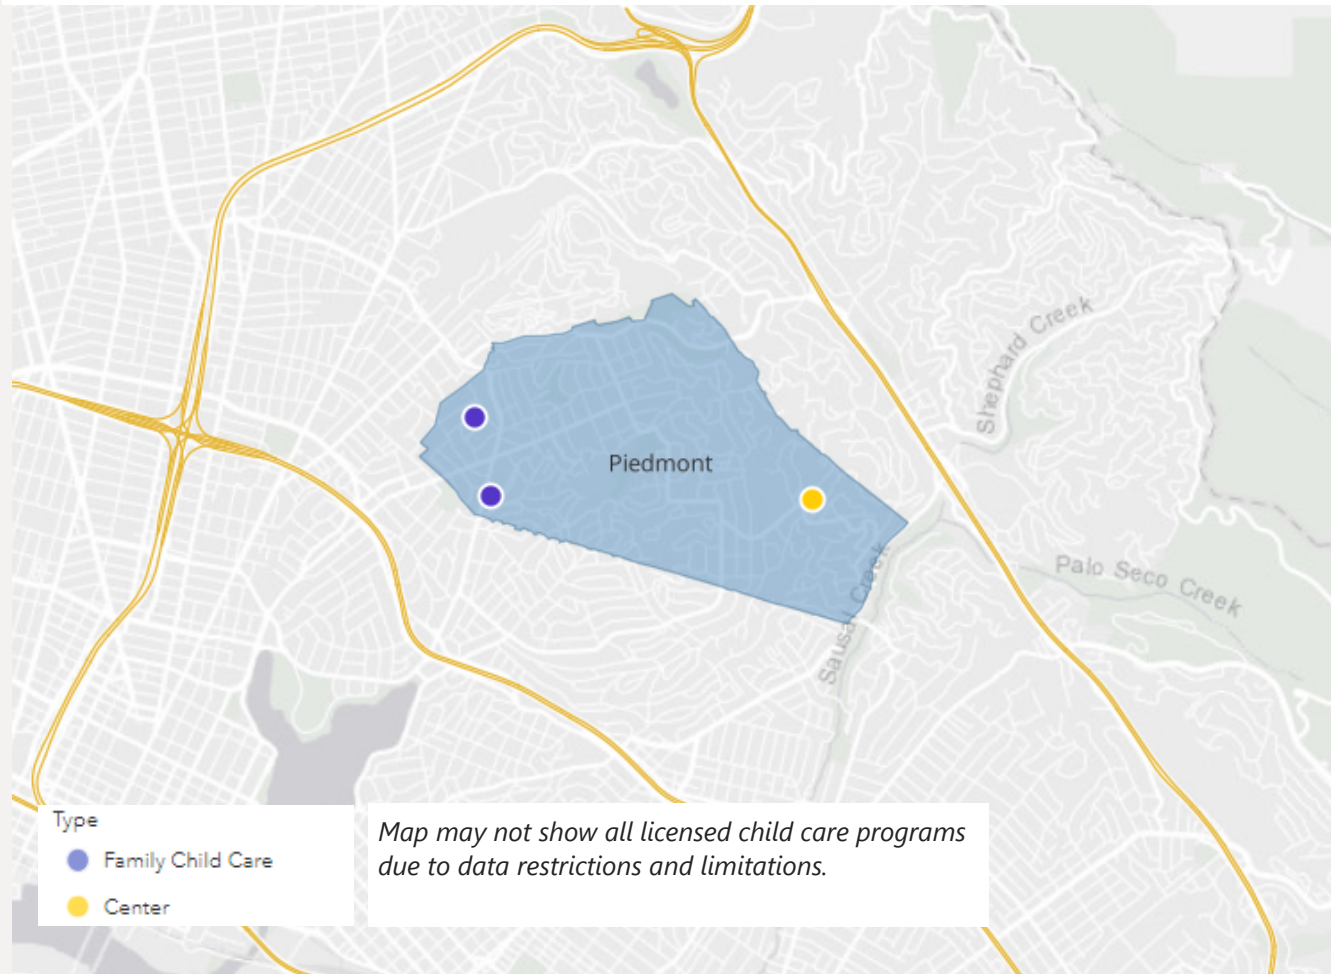 Shephard Creek
Piedmont
Palo Seco Creek
Sausal Creek
Type
Family Child Care
Center
Map may not show all licensed child care programs
due to data restrictions and limitations.